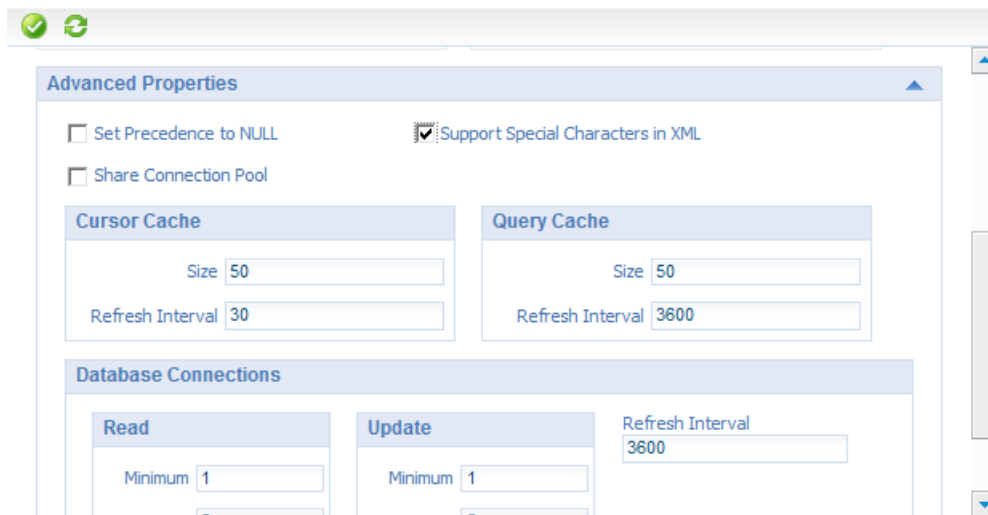 Advanced Properties
Set Precedence to NULL
Support Special Characters in XML
Share Connection Pool
Cursor Cache
Query Cache
Size 50
Size 50
Refresh Interval 30
Refresh Interval 3600
Database Connections
Read
Update
Refresh Interval
3600
Minimum 1
Minimum 1